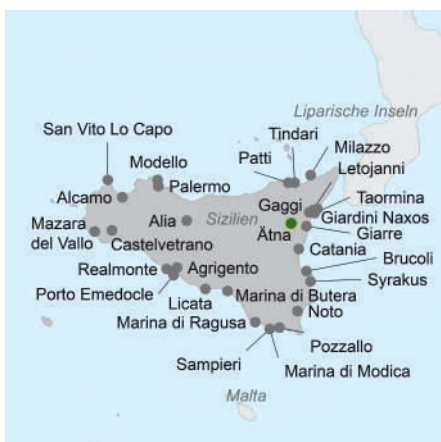 Liparische Inseln
San Vito Lo Capo
Tindari
Milazzo
Modello
Patti
Letojanni
Palermo
Alcamo
Gaggi
Taormina
Giardini Naxos
Alia
Sizilien
Mazara
del Vallo
Castelvetrano
Ätna
Giarre
Catania
Realmonte
Agrigento
Brucoli
Porto Emedocle
Syrakus
Licata
Marina di Butera
Marina di Ragusa
Noto
Sampieri
Pozzallo
Marina di Modica
Malta